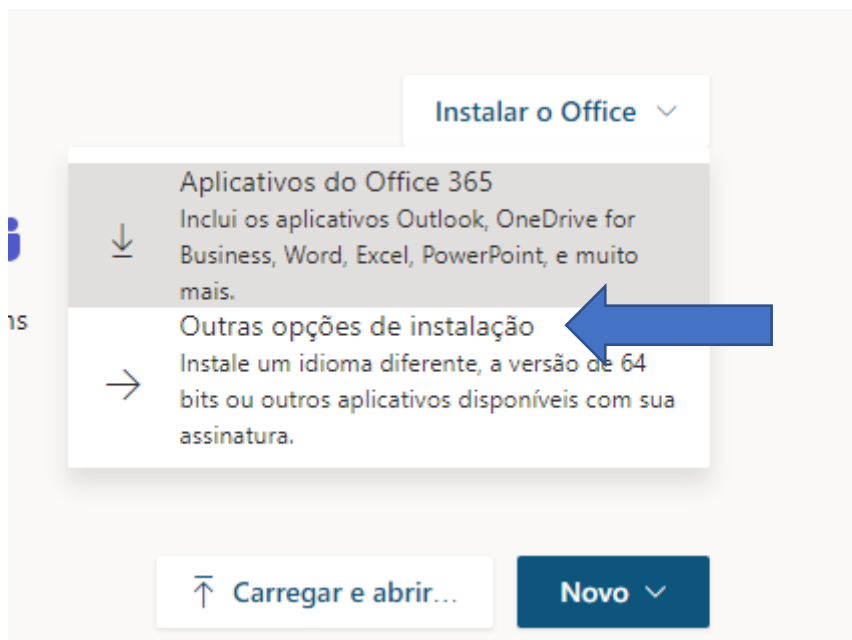 Instalar o Office
Aplicativos do Office 365
Inclui os aplicativos Outlook, OneDrive for
Business, Word, Excel, PowerPoint, e muito
mais.
Outras opções de instalação
Instale um idioma diferente, a versão de 64
bits ou outros aplicativos disponíveis com sua
assinatura.
Carregar e abrir...
Novo